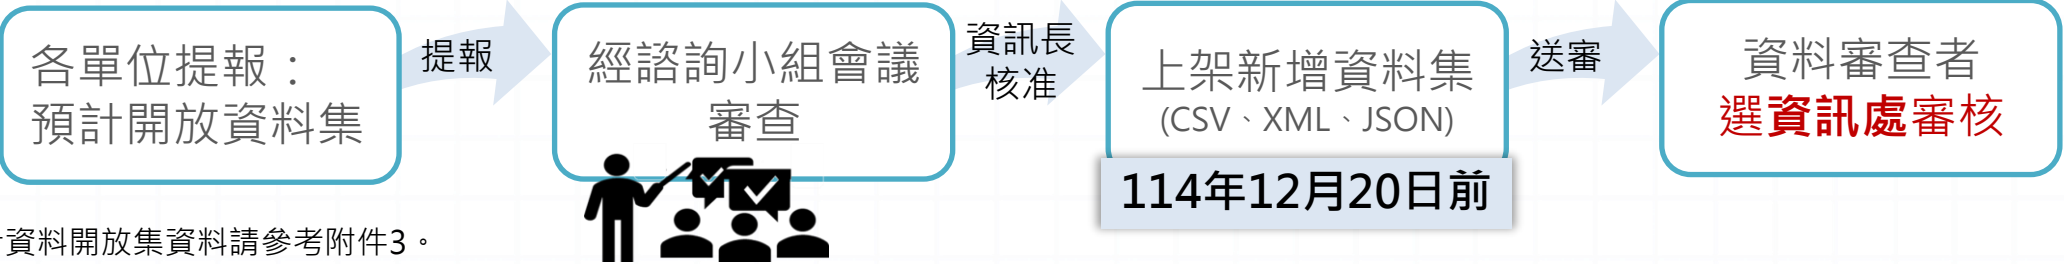 各單位提報：
預計開放資料集
提報
經諮詢小組會議
審查
資訊長
核准
上架新增資料集
(CSV、XML、JSON)
114年12月20日前
送審
資料審查者
選資訊處審核
資料開放集資料請參考附件3。